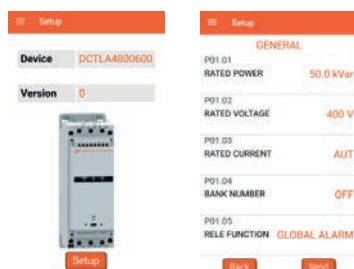 Setup
Device DCTLA4800600
Version 0
Setup
Setup
GENERAL
P01.01
RATED POWER 50.0 kVar
P01.02
RATED VOLTAGE 400 V
P01.03
RATED CURRENT AUT
P01.04
BANK NUMBER OFF
P01.05
RELE FUNCTION GLOBAL ALARM
Back Send